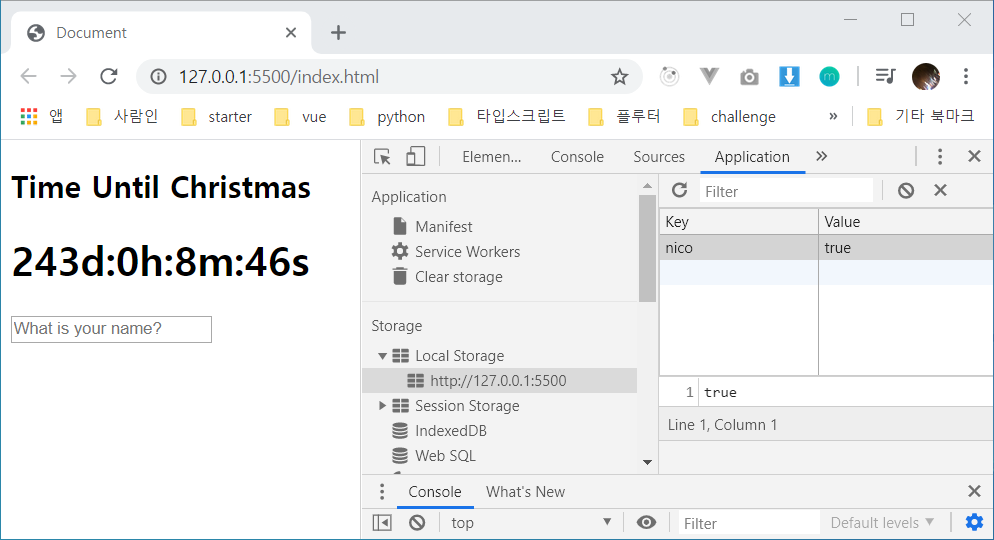 Document
127.0.0.1:5500/index.html
m
앱 사람인 starter vue python 타입스크립트 플루터 challenge » 기타 북마크
Time Until Christmas
243d:0h:8m:46s
What is your name?
Elemen... Console Sources Application »
Application
Manifest
Service Workers
Clear storage
Storage
Local Storage
http://127.0.0.1:5500
Session Storage
IndexedDB
Web SQL
Filter
Key Value
nico true
1 true
Line 1, Column 1
Console What's New
top Filter Default levels